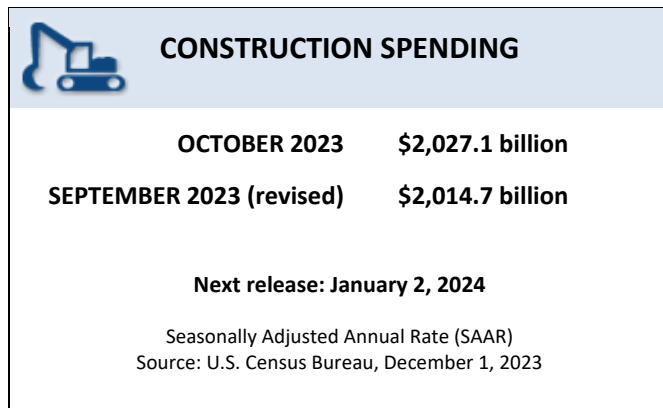 CONSTRUCTION SPENDING
OCTOBER 2023 $2,027.1 billion
SEPTEMBER 2023 (revised) $2,014.7 billion
Next release: January 2, 2024
Seasonally Adjusted Annual Rate (SAAR)
Source: U.S. Census Bureau, December 1, 2023